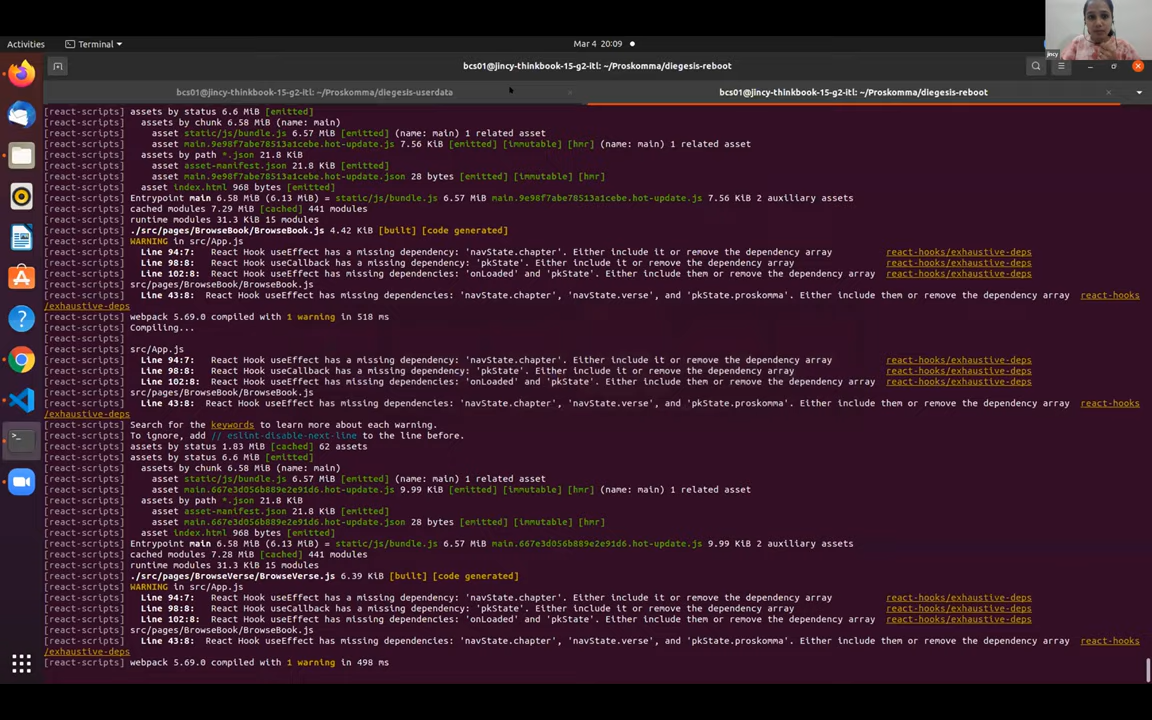 Activities
Terminal
Mar 4 20:09
bcs01@jincy-thinkbook-15-g2-itl: ~/Proskomma/diegesis-reboot
jincy
bcs01@jincy-thinkbook-15-g2-itl: ~/Proskomma/diegesis-userdata
bcs01@jincy-thinkbook-15-g2-itl: ~/Proskomma/diegesis-reboot
[react-scripts] assets by status 6.6 MiB [emitted]
[react-scripts]   assets by chunk 6.58 MiB (name: main)
[react-scripts]     asset static/js/bundle.js 6.57 MiB [emitted] (name: main) 1 related asset
[react-scripts]     asset main.9e98f7abe78513a1cebe.hot-update.js 7.56 KiB [emitted] [immutable] [hmr] (name: main) 1 related asset
[react-scripts]   assets by path *.json 21.8 KiB
[react-scripts]     asset asset-manifest.json 21.8 KiB [emitted]
[react-scripts]     asset main.9e98f7abe78513a1cebe.hot-update.json 28 bytes [emitted] [immutable] [hmr]
[react-scripts]   asset index.html 968 bytes [emitted]
[react-scripts] Entrypoint main 6.58 MiB (6.13 MiB) = static/js/bundle.js 6.57 MiB main.9e98f7abe78513a1cebe.hot-update.js 7.56 KiB 2 auxiliary assets
[react-scripts] cached modules 7.29 MiB [cached] 441 modules
[react-scripts] runtime modules 31.3 KiB 15 modules
[react-scripts] ./src/pages/BrowseBook/BrowseBook.js 4.42 KiB [built] [code generated]
[react-scripts] WARNING in src/App.js
[react-scripts]   Line 94:7:   React Hook useEffect has a missing dependency: 'navState.chapter'. Either include it or remove the dependency array   react-hooks/exhaustive-deps
[react-scripts]   Line 98:8:   React Hook useCallback has a missing dependency: 'pkState'. Either include it or remove the dependency array   react-hooks/exhaustive-deps
[react-scripts]   Line 102:8:  React Hook useEffect has missing dependencies: 'onLoaded' and 'pkState'. Either include them or remove the dependency array   react-hooks/exhaustive-deps
[react-scripts] src/pages/BrowseBook/BrowseBook.js
[react-scripts]   Line 43:8:  React Hook useEffect has missing dependencies: 'navState.chapter', 'navState.verse', and 'pkState.proskomma'. Either include them or remove the dependency array   react-hooks
/exhaustive-deps
[react-scripts] webpack 5.69.0 compiled with 1 warning in 518 ms
[react-scripts] Compiling...
[react-scripts]
[react-scripts] src/App.js
[react-scripts]   Line 94:7:   React Hook useEffect has a missing dependency: 'navState.chapter'. Either include it or remove the dependency array   react-hooks/exhaustive-deps
[react-scripts]   Line 98:8:   React Hook useCallback has a missing dependency: 'pkState'. Either include it or remove the dependency array   react-hooks/exhaustive-deps
[react-scripts]   Line 102:8:  React Hook useEffect has missing dependencies: 'onLoaded' and 'pkState'. Either include them or remove the dependency array   react-hooks/exhaustive-deps
[react-scripts] src/pages/BrowseBook/BrowseBook.js
[react-scripts]   Line 43:8:  React Hook useEffect has missing dependencies: 'navState.chapter', 'navState.verse', and 'pkState.proskomma'. Either include them or remove the dependency array   react-hooks
/exhaustive-deps
[react-scripts] Search for the keywords to learn more about each warning.
[react-scripts] To ignore, add // eslint-disable-next-line to the line before.
[react-scripts] assets by status 1.83 MiB [cached] 62 assets
[react-scripts] assets by status 6.6 MiB [emitted]
[react-scripts]   assets by chunk 6.58 MiB (name: main)
[react-scripts]     asset static/js/bundle.js 6.57 MiB [emitted] (name: main) 1 related asset
[react-scripts]     asset main.667e3d056b889e2e91d6.hot-update.js 9.99 KiB [emitted] [immutable] [hmr] (name: main) 1 related asset
[react-scripts]   assets by path *.json 21.8 KiB
[react-scripts]     asset asset-manifest.json 21.8 KiB [emitted]
[react-scripts]     asset main.667e3d056b889e2e91d6.hot-update.json 28 bytes [emitted] [immutable] [hmr]
[react-scripts]   asset index.html 968 bytes [emitted]
[react-scripts] Entrypoint main 6.58 MiB (6.13 MiB) = static/js/bundle.js 6.57 MiB main.667e3d056b889e2e91d6.hot-update.js 9.99 KiB 2 auxiliary assets
[react-scripts] cached modules 7.28 MiB [cached] 441 modules
[react-scripts] runtime modules 31.3 KiB 15 modules
[react-scripts] ./src/pages/BrowseVerse/BrowseVerse.js 6.39 KiB [built] [code generated]
[react-scripts] WARNING in src/App.js
[react-scripts]   Line 94:7:   React Hook useEffect has a missing dependency: 'navState.chapter'. Either include it or remove the dependency array   react-hooks/exhaustive-deps
[react-scripts]   Line 98:8:   React Hook useCallback has a missing dependency: 'pkState'. Either include it or remove the dependency array   react-hooks/exhaustive-deps
[react-scripts]   Line 102:8:  React Hook useEffect has missing dependencies: 'onLoaded' and 'pkState'. Either include them or remove the dependency array   react-hooks/exhaustive-deps
[react-scripts] src/pages/BrowseBook/BrowseBook.js
[react-scripts]   Line 43:8:  React Hook useEffect has missing dependencies: 'navState.chapter', 'navState.verse', and 'pkState.proskomma'. Either include them or remove the dependency array   react-hooks
/exhaustive-deps
[react-scripts] webpack 5.69.0 compiled with 1 warning in 498 ms